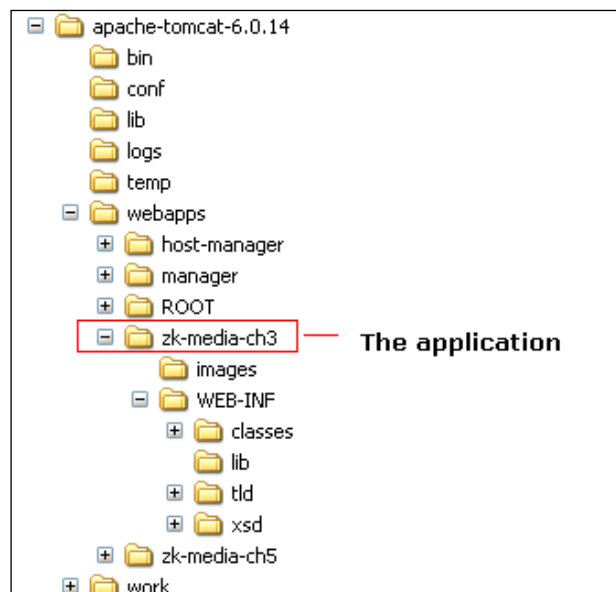 apache-tomcat-6.0.14
bin
conf
lib
logs
temp
webapps
host-manager
manager
ROOT
zk-media-ch3 The application
images
WEB-INF
classes
lib
tld
xsd
zk-media-ch5
work